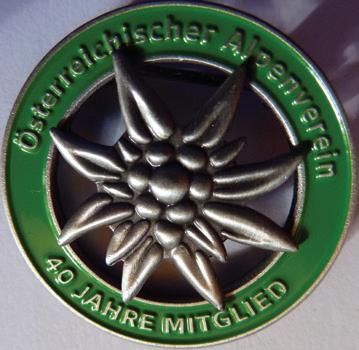 Österreichischer Alpenverein
40 JAHRE MITGLIED